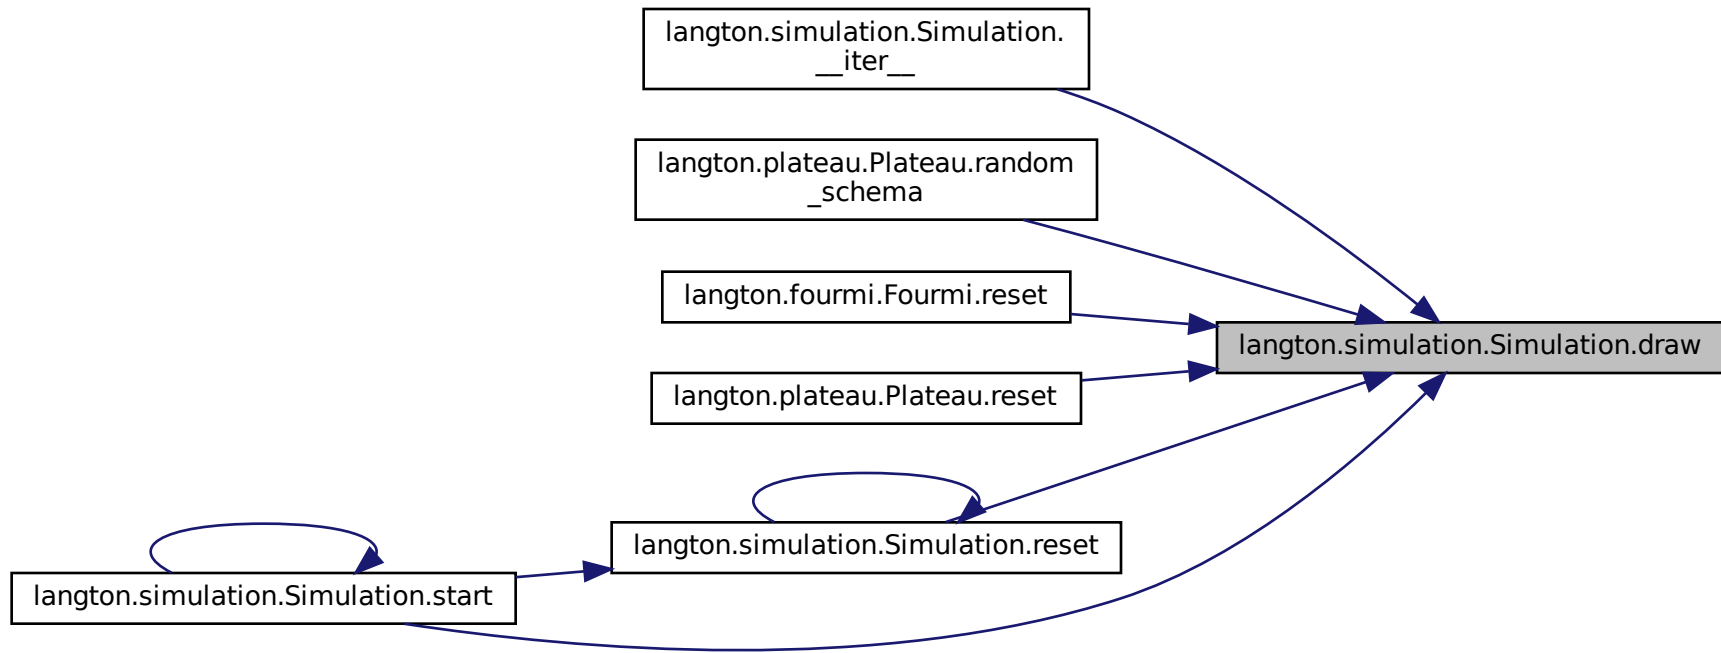 langton.simulation.Simulation.
__iter__
langton.plateau.Plateau.random
_schema
langton.fourmi.Fourmi.reset
langton.simulation.Simulation.draw
langton.plateau.Plateau.reset
langton.simulation.Simulation.reset
langton.simulation.Simulation.start